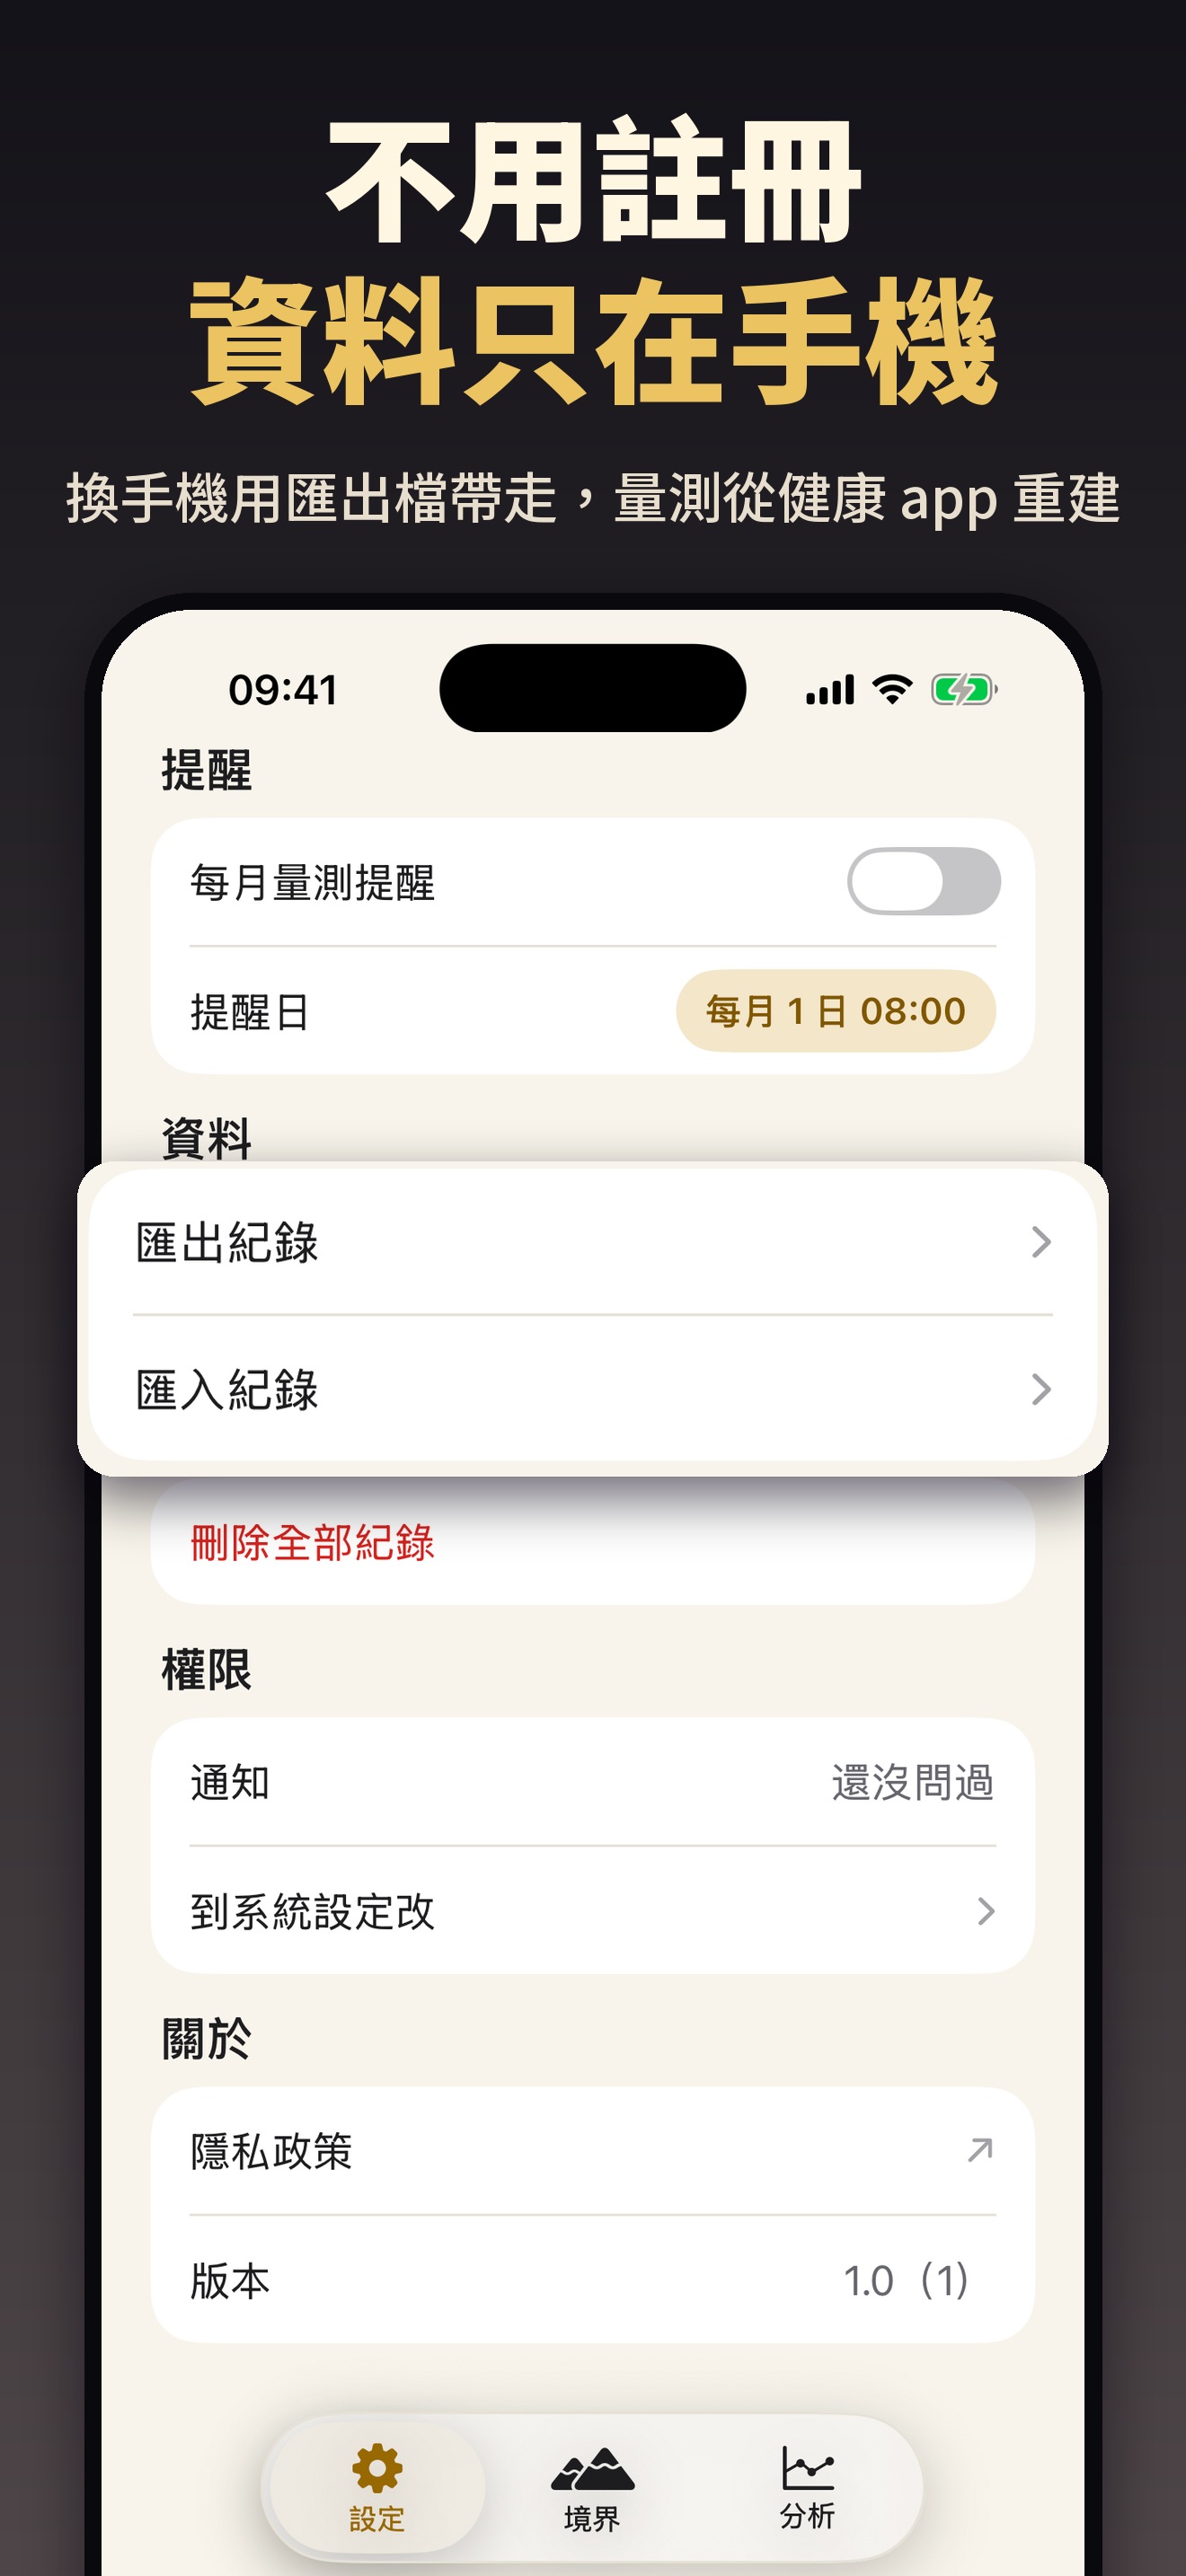 不用註冊
資料只在手機
換手機用匯出檔帶走，量測從健康 app 重建
09:41
提醒
每月量測提醒
提醒日
每月 1 日 08:00
資料
匯出紀錄
匯入紀錄
刪除全部紀錄
權限
通知
還沒問過
到系統設定改
關於
隱私政策
版本
1.0（1）
設定
境界
分析